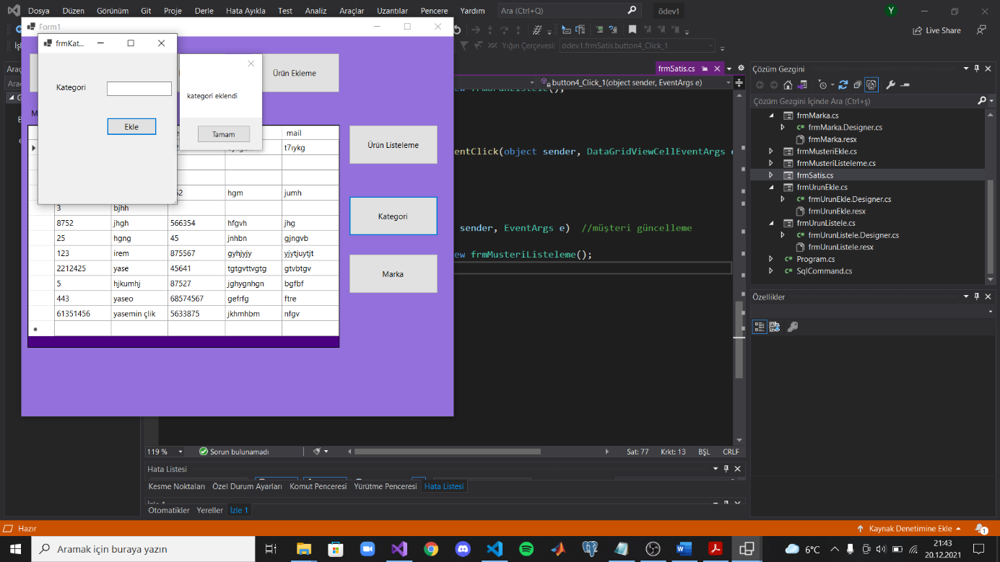 Dosya Düzen Görünüm Git Proje Derle Hata Ayıkla Test Analiz Araçlar Uzantılar Pencere Yardım Ara (Ctrl+Q) ödev1 Y
Form1
Live Share
Yığın Çerçevesi: ödev1.frmSatis.button4_Click_1
frmKat...
Kategori
Ekle
kategori eklendi
Tamam
Ürün Ekleme
mail
t7ıykg
hgm jumh
3 bjhh
8752 jhgh 566354 hfgvh jhg
25 hgng 45 jnhbn gjngvb
123 irem 875567 gyhjyjy yjytjuytjt
2212425 yase 45641 tgtgvttvgtg gtvbtgv
5 hjkumhj 87527 jghygnhgn bgfbf
443 yaseo 68574567 gefrfg ftre
61351456 yasemin çlik 5633875 jkhmhbm nfgv
Ürün Listeleme
Kategori
Marka
frmSatis.cs
button4_Click_1(object sender, EventArgs e)
entClick(object sender, DataGridViewCellEventArgs
sender, EventArgs e) //müşteri güncelleme
ew frmMusteriListeleme();
119 % Sorun bulunamadı Sat: 77 Krkt: 13 BŞL CRLF
Hata Listesi
Kesme Noktaları Özel Durum Ayarları Komut Penceresi Yürütme Penceresi Hata Listesi
Otomatikler Yereller İzle 1
Çözüm Gezgini
Çözüm Gezgini İçinde Ara (Ctrl+ş)
frmMarka.cs
frmMarka.Designer.cs
frmMarka.resx
frmMusteriEkle.cs
frmMusteriListeleme.cs
frmSatis.cs
frmUrunEkle.cs
frmUrunEkle.Designer.cs
frmUrunEkle.resx
frmUrunListele.cs
frmUrunListele.Designer.cs
frmUrunListele.resx
Program.cs
SqlCommand.cs
Özellikler
Hazır Kaynak Denetimine Ekle 1
Aramak için buraya yazın
6°C
21:43
20.12.2021